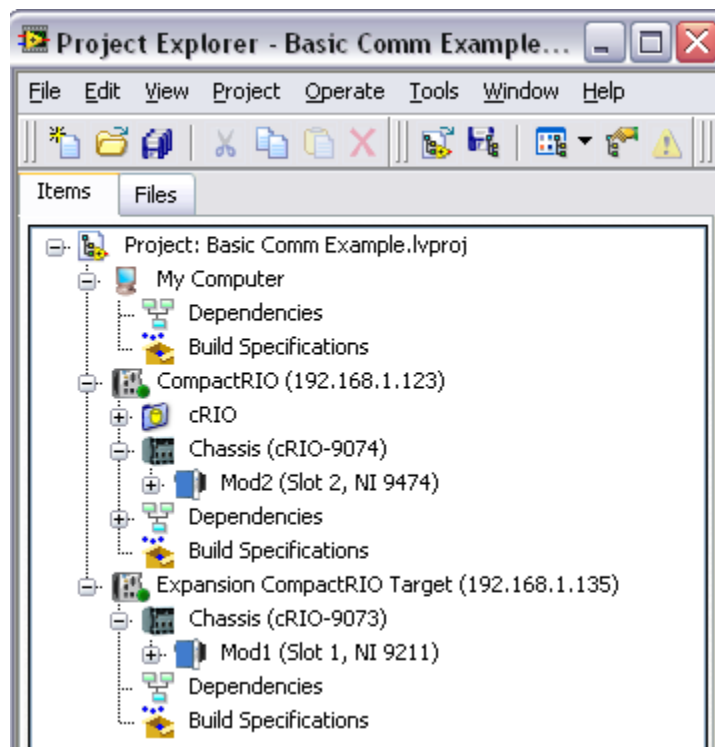 Project Explorer - Basic Comm Example...
File Edit View Project Operate Tools Window Help
Items Files
Project: Basic Comm Example.lvproj
My Computer
Dependencies
Build Specifications
CompactRIO (192.168.1.123)
cRIO
Chassis (cRIO-9074)
Mod2 (Slot 2, NI 9474)
Dependencies
Build Specifications
Expansion CompactRIO Target (192.168.1.135)
Chassis (cRIO-9073)
Mod1 (Slot 1, NI 9211)
Dependencies
Build Specifications